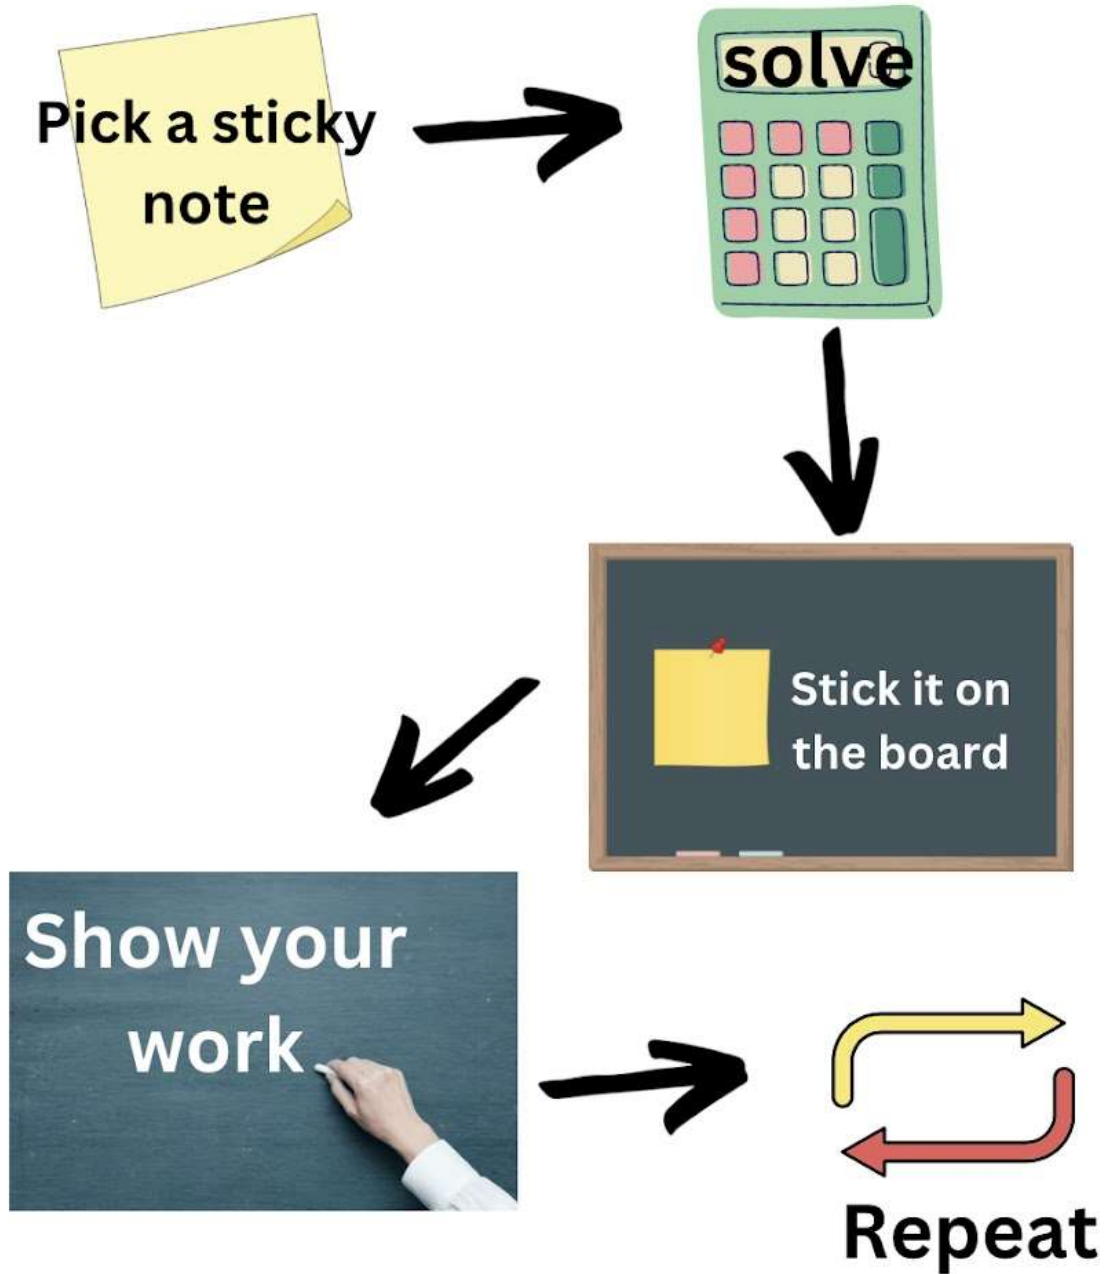 Pick a sticky
note
solve
Stick it on
the board
Show your
work
Repeat